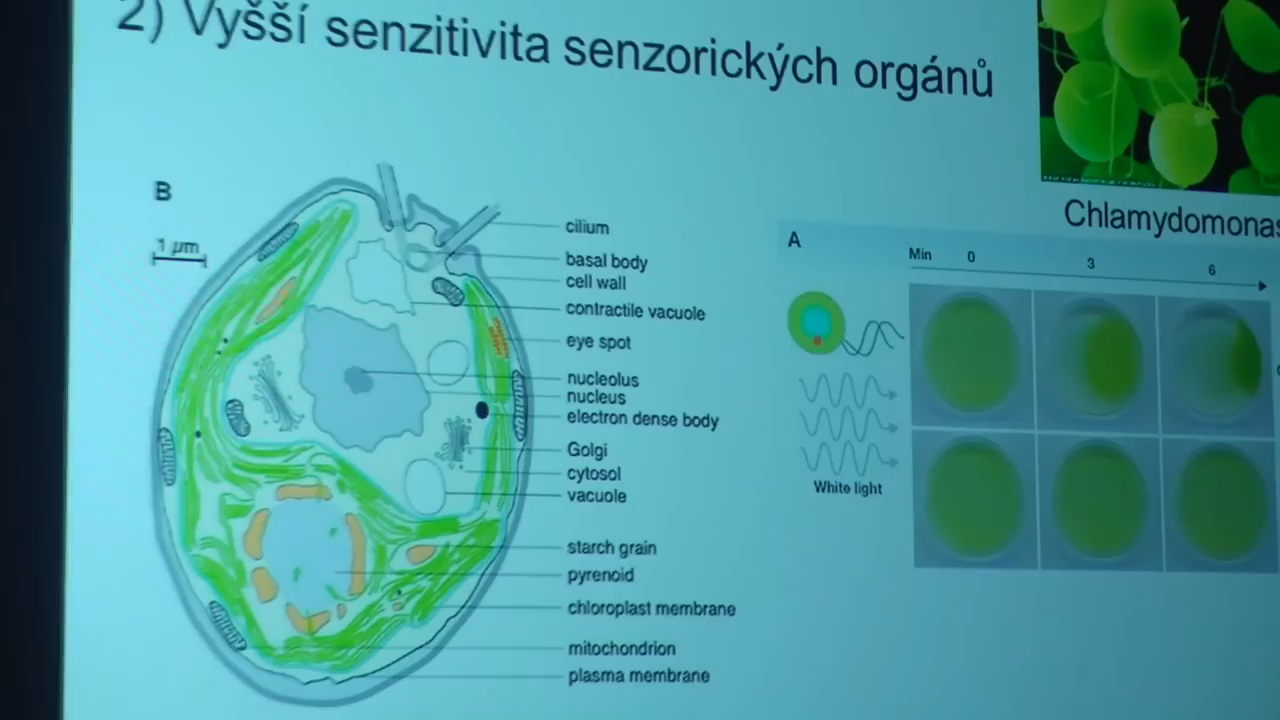 2) Vyšší senzitivita senzorických orgánů
B
1 µm
cilium
basal body
cell wall
contractile vacuole
eye spot
nucleolus
nucleus
electron dense body
Golgi
cytosol
vacuole
starch grain
pyrenoid
chloroplast membrane
mitochondrion
plasma membrane
Chlamydomonas
A
Min 0 3 6
White light